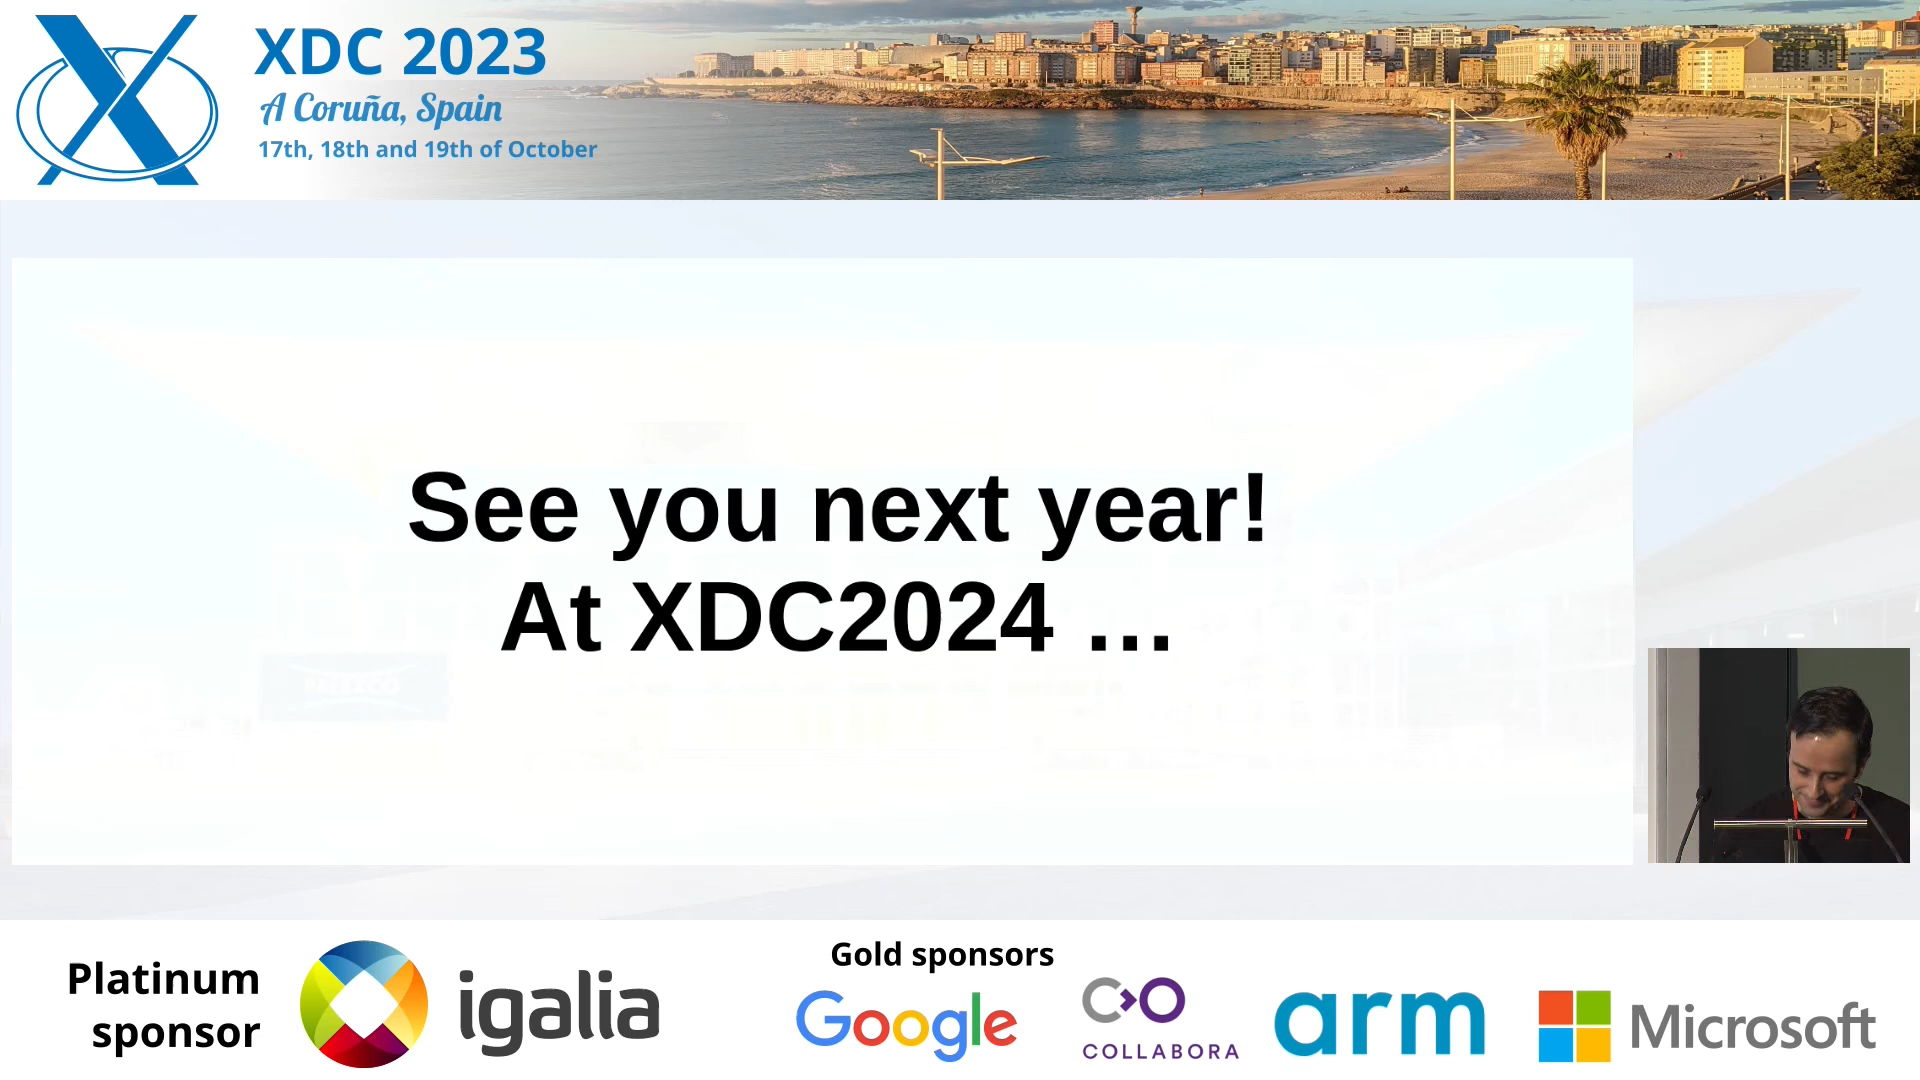 XDC 2023
A Coruña, Spain
17th, 18th and 19th of October
See you next year!
At XDC2024 ...
Platinum
sponsor
igalia
Gold sponsors
Google
COLLABORA
arm
Microsoft